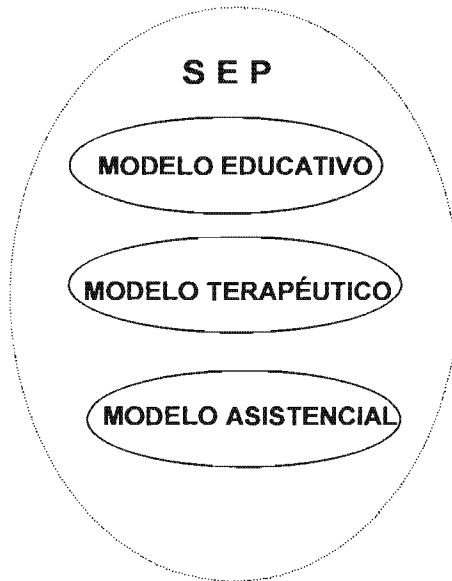 S E P
MODELO EDUCATIVO
MODELO TERAPÉUTICO
MODELO ASISTENCIAL